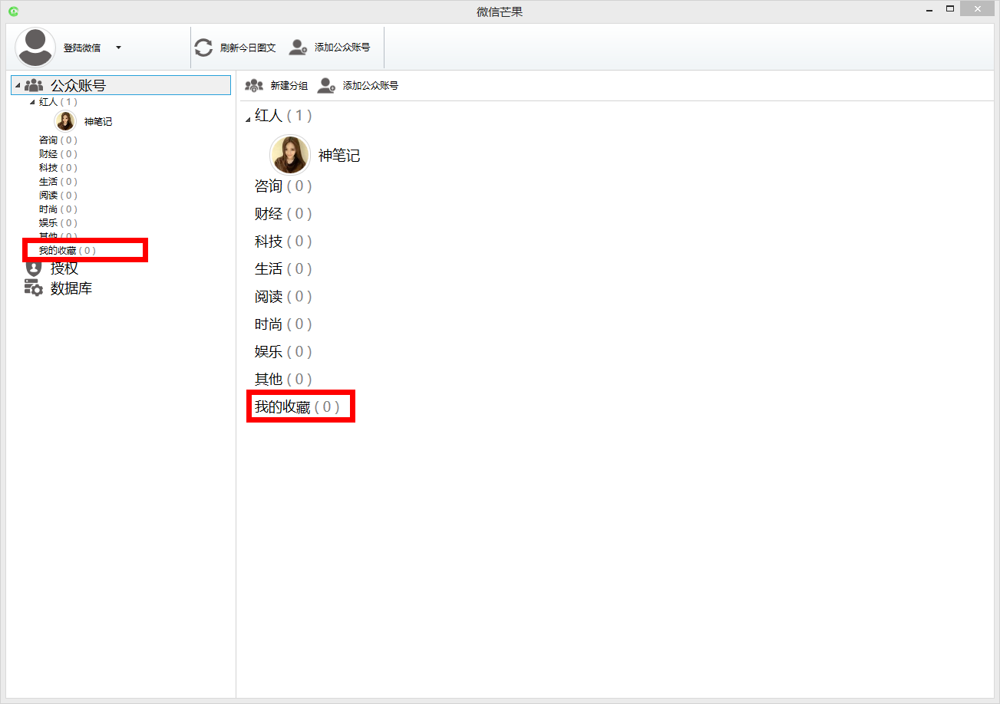 微信芒果
登陆微信
刷新今日图文
添加公众账号
公众账号
红人 ( 1 )
神笔记
咨询 ( 0 )
财经 ( 0 )
科技 ( 0 )
生活 ( 0 )
阅读 ( 0 )
时尚 ( 0 )
娱乐 ( 0 )
其他 ( 0 )
我的收藏 ( 0 )
授权
数据库
新建分组
添加公众账号
红人 ( 1 )
神笔记
咨询 ( 0 )
财经 ( 0 )
科技 ( 0 )
生活 ( 0 )
阅读 ( 0 )
时尚 ( 0 )
娱乐 ( 0 )
其他 ( 0 )
我的收藏 ( 0 )